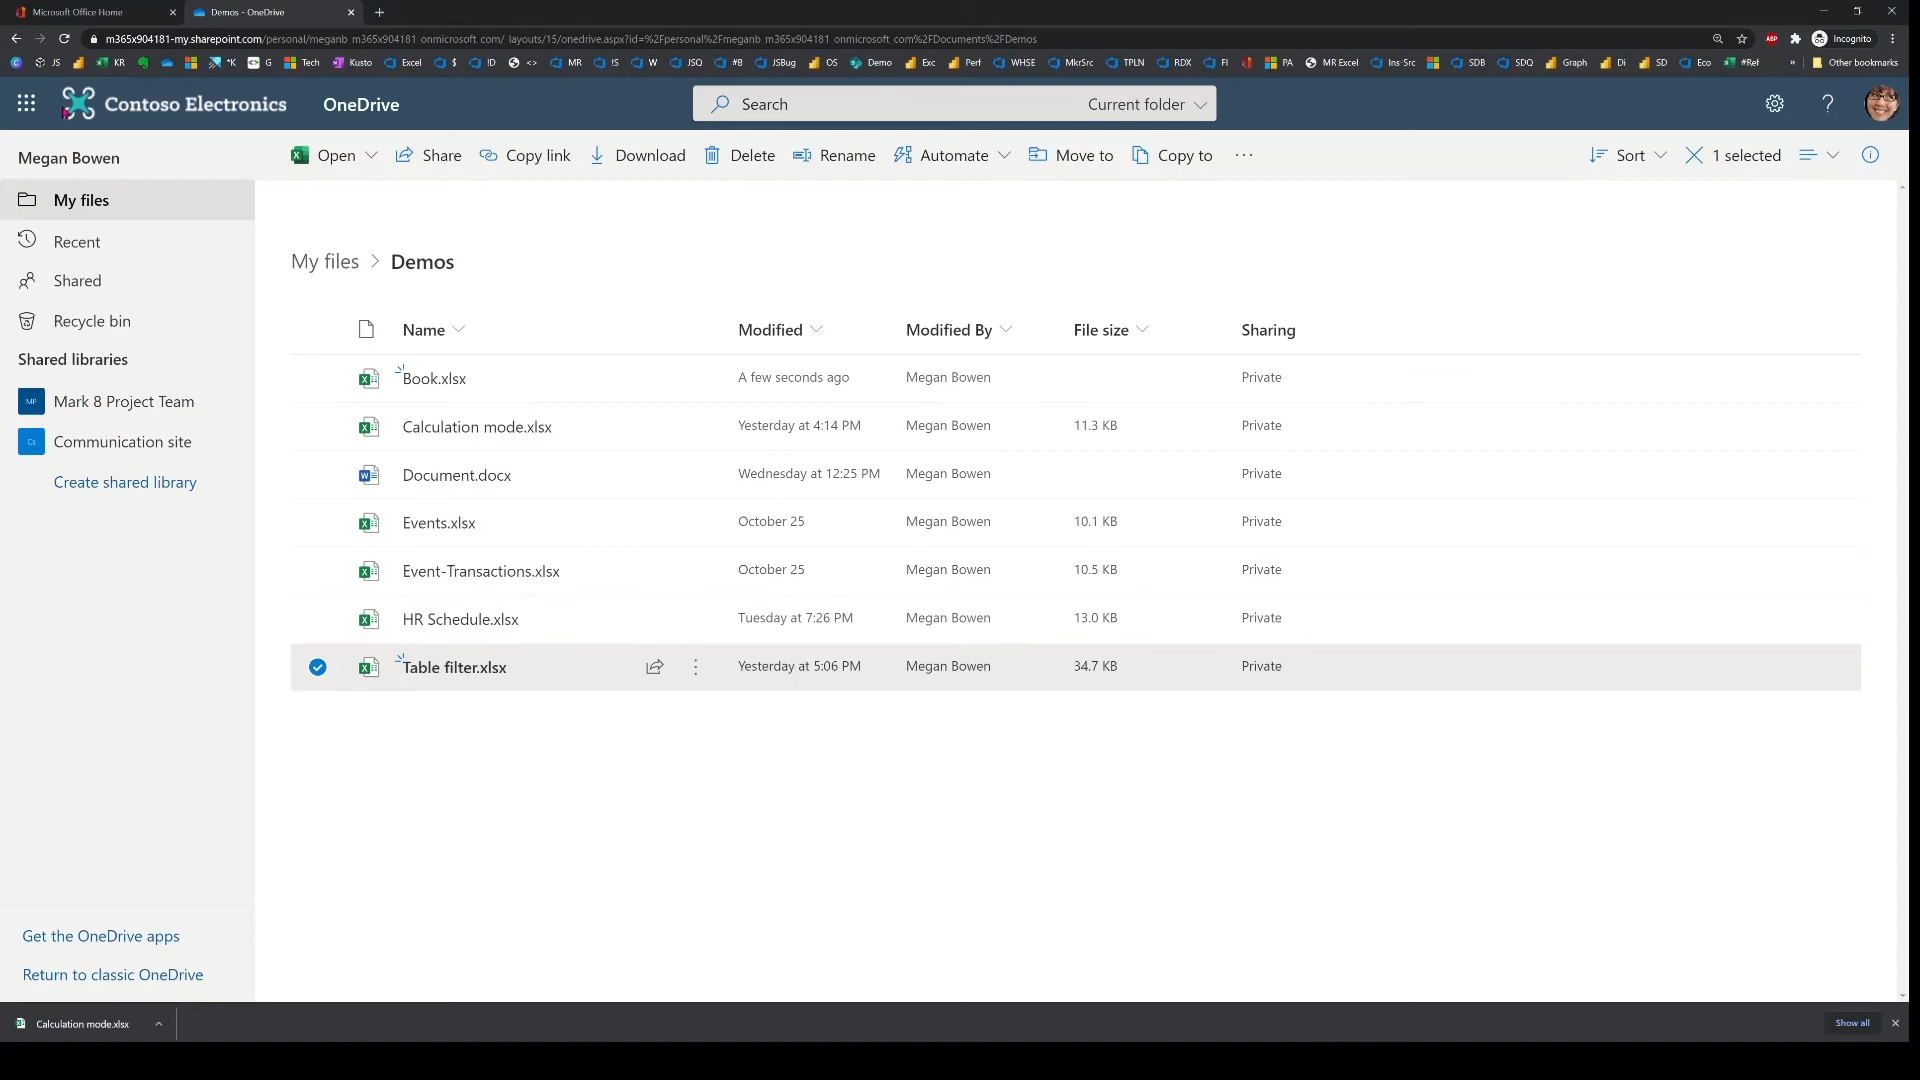 Microsoft Office Home
Demos - OneDrive
m365x904181-my.sharepoint.com/personal/meganb_m365x904181_onmicrosoft_com/_layouts/15/onedrive.aspx?id=%2Fpersonal%2Fmeganb_m365x904181_onmicrosoft_com%2FDocuments%2FDemos
ABP
Incognito
JS KR *K G Tech Kusto Excel $ !D <> MR !S W JSQ #B JSBug OS Demo Exc Perf WHSE MkrSrc TPLN RDX FI PA MR Excel Ins-Src SDB SDQ Graph Di SD Eco #Ref » Other bookmarks
Contoso Electronics
OneDrive
Search
Current folder
?
Megan Bowen
Open
Share
Copy link
Download
Delete
Rename
Automate
Move to
Copy to
...
Sort
1 selected
My files
Recent
Shared
Recycle bin
Shared libraries
MP
Mark 8 Project Team
Cs
Communication site
Create shared library
Get the OneDrive apps
Return to classic OneDrive
My files > Demos
Name Modified Modified By File size Sharing
Book.xlsx A few seconds ago Megan Bowen Private
Calculation mode.xlsx Yesterday at 4:14 PM Megan Bowen 11.3 KB Private
Document.docx Wednesday at 12:25 PM Megan Bowen Private
Events.xlsx October 25 Megan Bowen 10.1 KB Private
Event-Transactions.xlsx October 25 Megan Bowen 10.5 KB Private
HR Schedule.xlsx Tuesday at 7:26 PM Megan Bowen 13.0 KB Private
Table filter.xlsx Yesterday at 5:06 PM Megan Bowen 34.7 KB Private
Calculation mode.xlsx
Show all